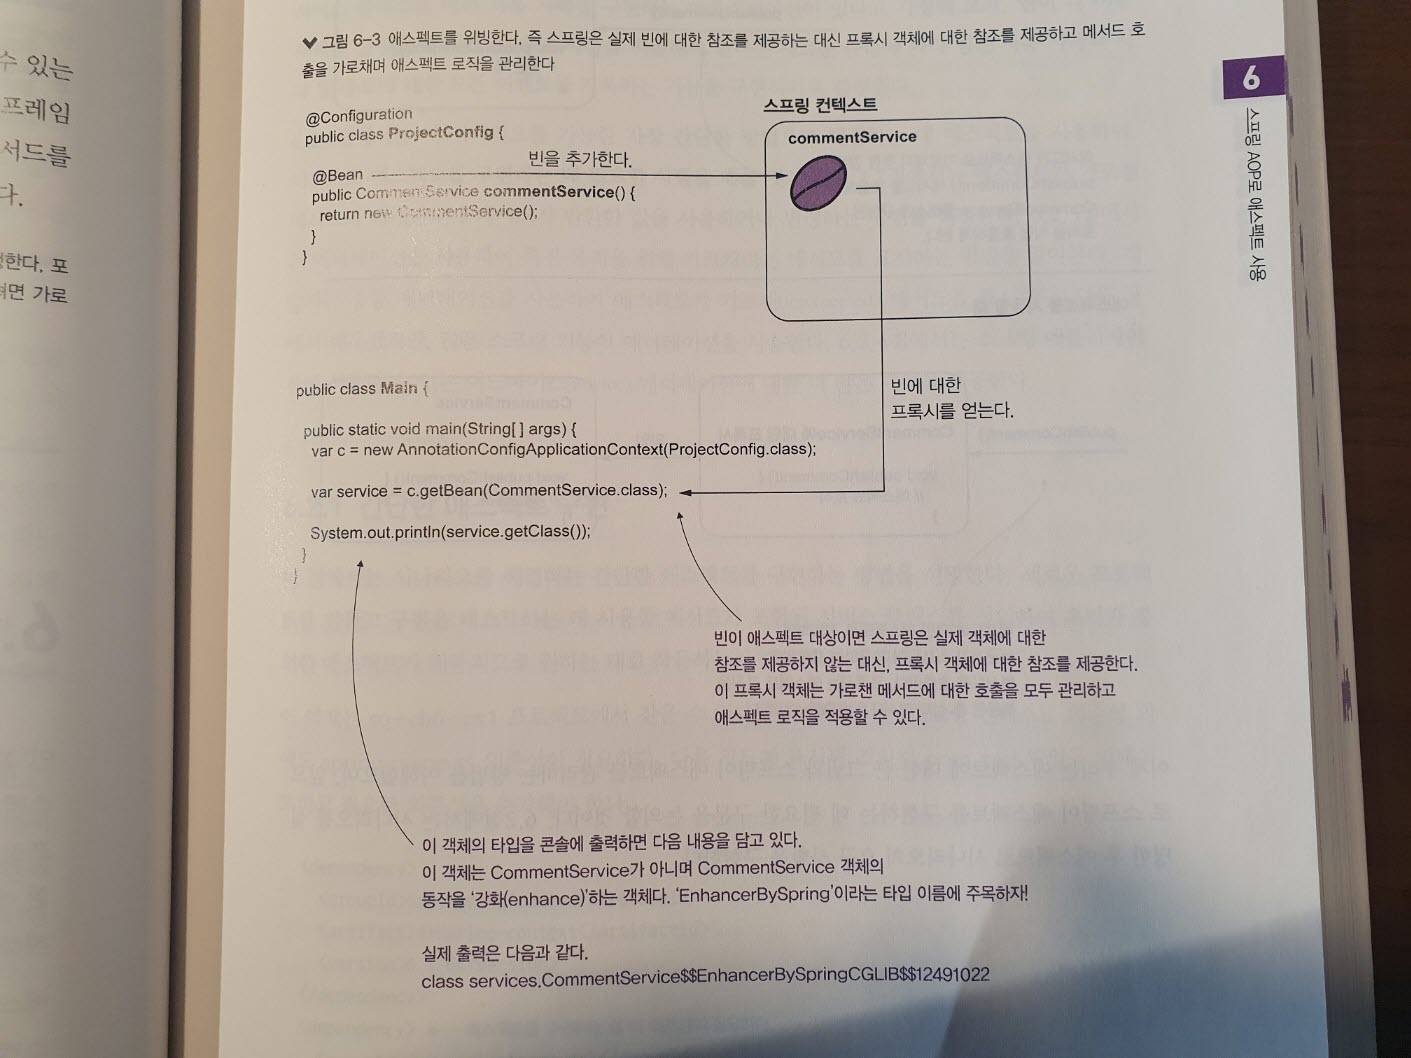 수 있는
프레임
서드를
다.
행한다. 포
려면 가로
그림 6-3 애스펙트를 위빙한다. 즉 스프링은 실제 빈에 대한 참조를 제공하는 대신 프록시 객체에 대한 참조를 제공하고 메서드 호
출을 가로채며 애스펙트 로직을 관리한다
6
스프링 AOP로 애스펙트 사용
@Configuration
public class ProjectConfig {
@Bean
public CommentService commentService() {
return new CommentService();
}
}
빈을 추가한다.
스프링 컨텍스트
commentService
빈에 대한
프록시를 얻는다.
public class Main {
public static void main(String[] args) {
var c = new AnnotationConfigApplicationContext(ProjectConfig.class);
var service = c.getBean(CommentService.class);
System.out.println(service.getClass());
}
}
빈이 애스펙트 대상이면 스프링은 실제 객체에 대한
참조를 제공하지 않는 대신, 프록시 객체에 대한 참조를 제공한다.
이 프록시 객체는 가로챈 메서드에 대한 호출을 모두 관리하고
애스펙트 로직을 적용할 수 있다.
이 객체의 타입을 콘솔에 출력하면 다음 내용을 담고 있다.
이 객체는 CommentService가 아니며 CommentService 객체의
동작을 '강화(enhance)'하는 객체다. 'EnhancerBySpring'이라는 타입 이름에 주목하자!
실제 출력은 다음과 같다.
class services.CommentService$$EnhancerBySpringCGLIB$$12491022